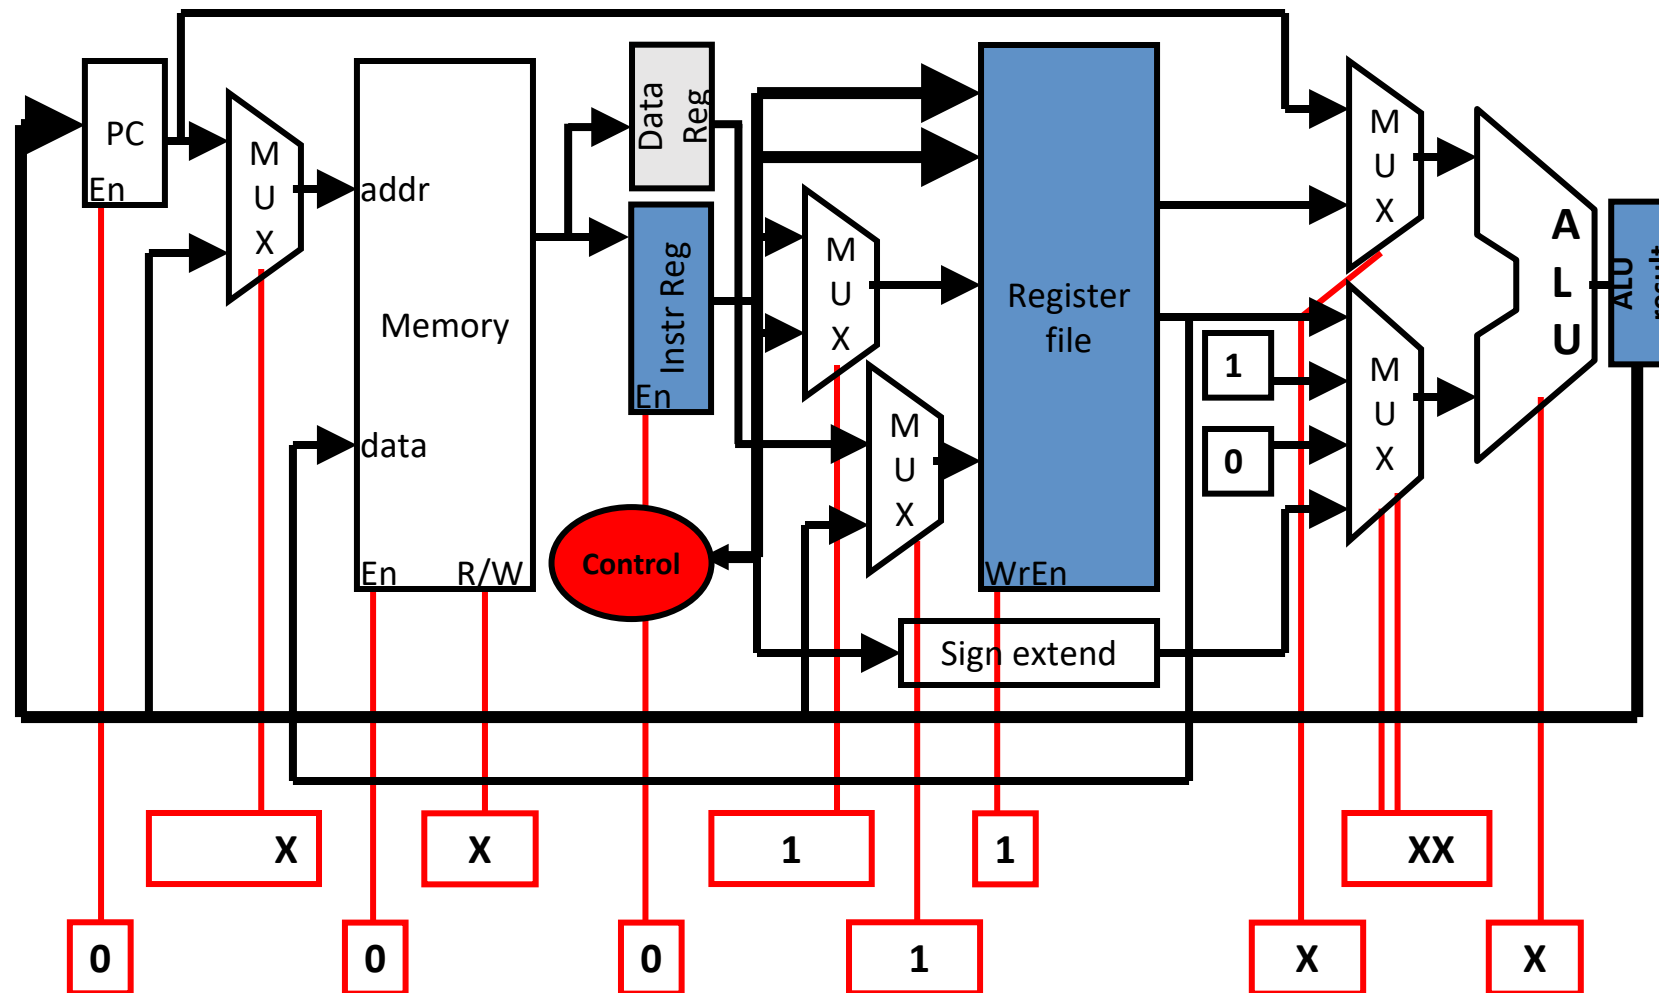 PC
En
M
U
X
addr
Memory
data
En
R/W
Data
Reg
Instr Reg
En
Control
M
U
X
M
U
X
Register
file
WrEn
Sign extend
M
U
X
1
0
M
U
X
A
L
U
ALU
result
X
X
1
1
XX
0
0
0
1
X
X